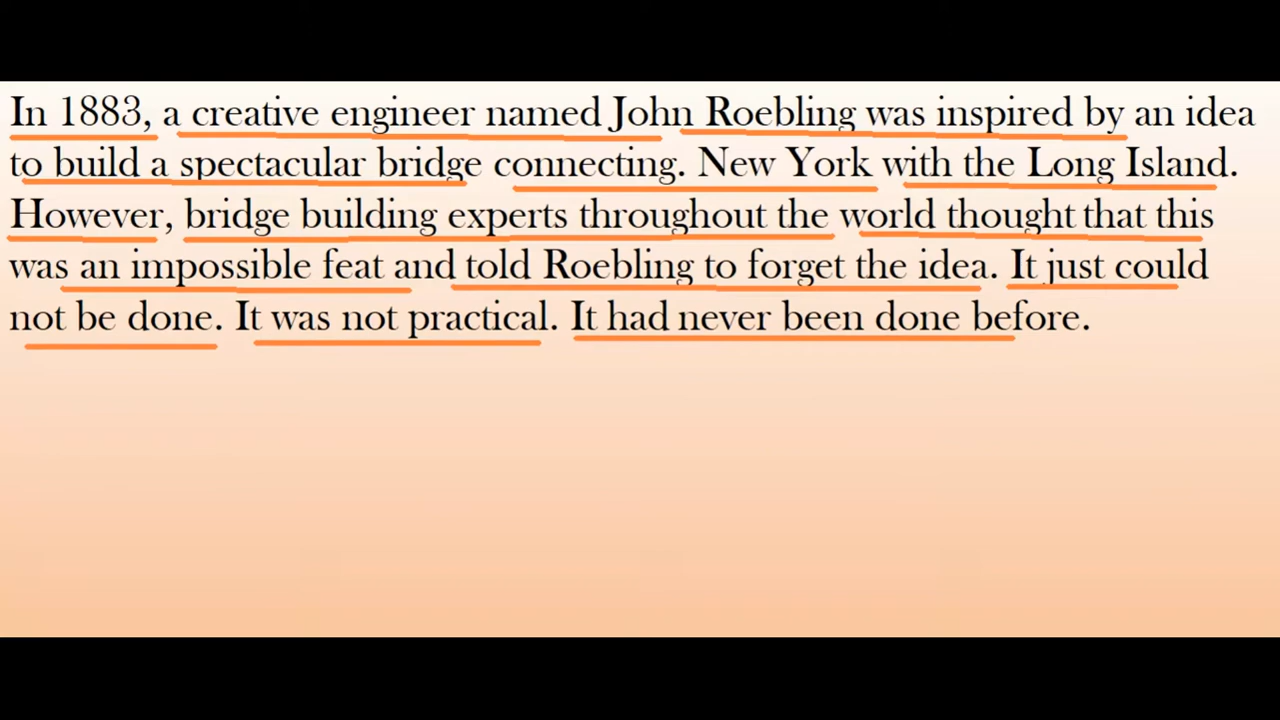 In 1883, a creative engineer named John Roebling was inspired by an idea
to build a spectacular bridge connecting. New York with the Long Island.
However, bridge building experts throughout the world thought that this
was an impossible feat and told Roebling to forget the idea. It just could
not be done. It was not practical. It had never been done before.